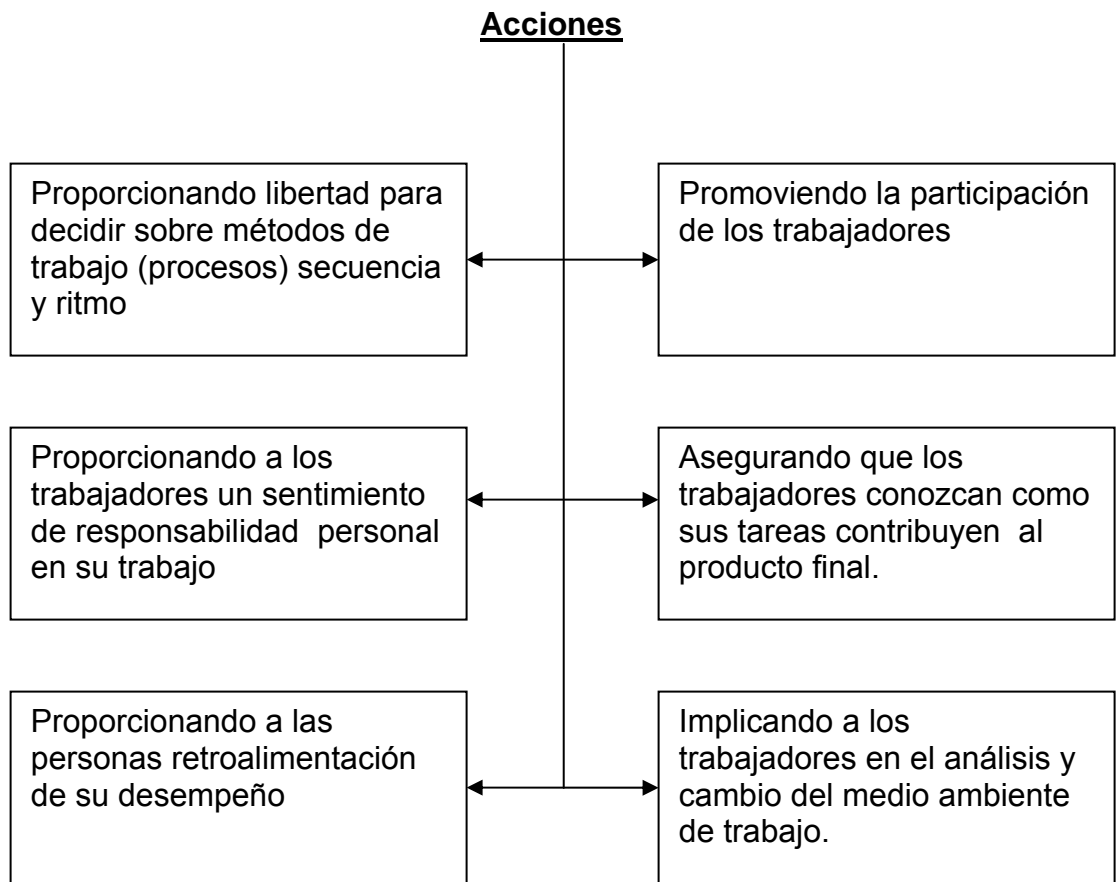 Acciones
Proporcionando libertad para
decidir sobre métodos de
trabajo (procesos) secuencia
y ritmo
Promoviendo la participación
de los trabajadores
Proporcionando a los
trabajadores un sentimiento
de responsabilidad  personal
en su trabajo
Asegurando que los
trabajadores conozcan como
sus tareas contribuyen  al
producto final.
Proporcionando a las
personas retroalimentación
de su desempeño
Implicando a los
trabajadores en el análisis y
cambio del medio ambiente
de trabajo.